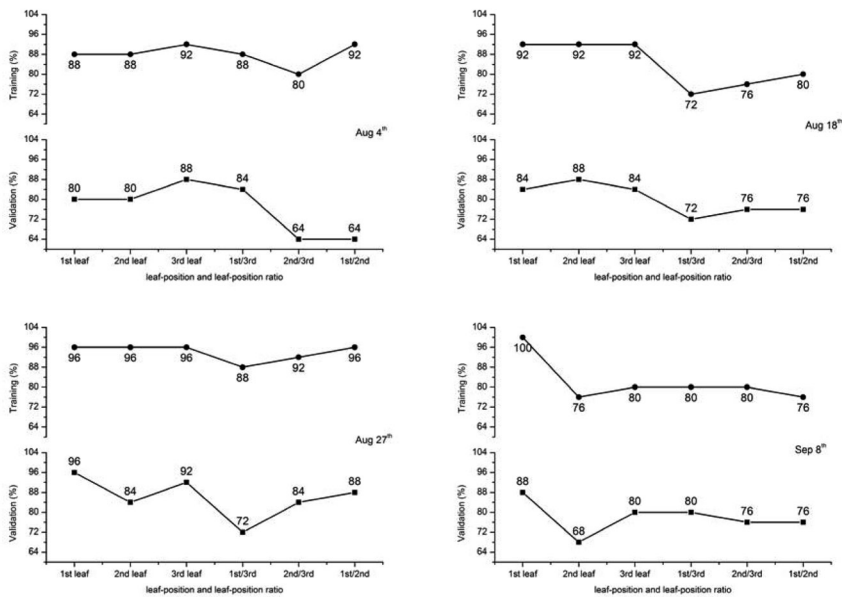 Training (%)
104
96
88
80
72
64
88 88 92 88 80 92
Aug 4th
Validation (%)
104
96
88
80
72
64
80 80 88 84 64 64
1st leaf 2nd leaf 3rd leaf 1st/3rd 2nd/3rd 1st/2nd
leaf-position and leaf-position ratio
Training (%)
104
96
88
80
72
64
92 92 92 72 76 80
Aug 18th
Validation (%)
104
96
88
80
72
64
84 88 84 72 76 76
1st leaf 2nd leaf 3rd leaf 1st/3rd 2nd/3rd 1st/2nd
leaf-position and leaf-position ratio
Training (%)
104
96
88
80
72
64
96 96 96 88 92 96
Aug 27th
Validation (%)
104
96
88
80
72
64
96 84 92 72 84 88
1st leaf 2nd leaf 3rd leaf 1st/3rd 2nd/3rd 1st/2nd
leaf-position and leaf-position ratio
Training (%)
104
96
88
80
72
64
100 76 80 80 80 76
Sep 8th
Validation (%)
104
96
88
80
72
64
88 68 80 80 76 76
1st leaf 2nd leaf 3rd leaf 1st/3rd 2nd/3rd 1st/2nd
leaf-position and leaf-position ratio